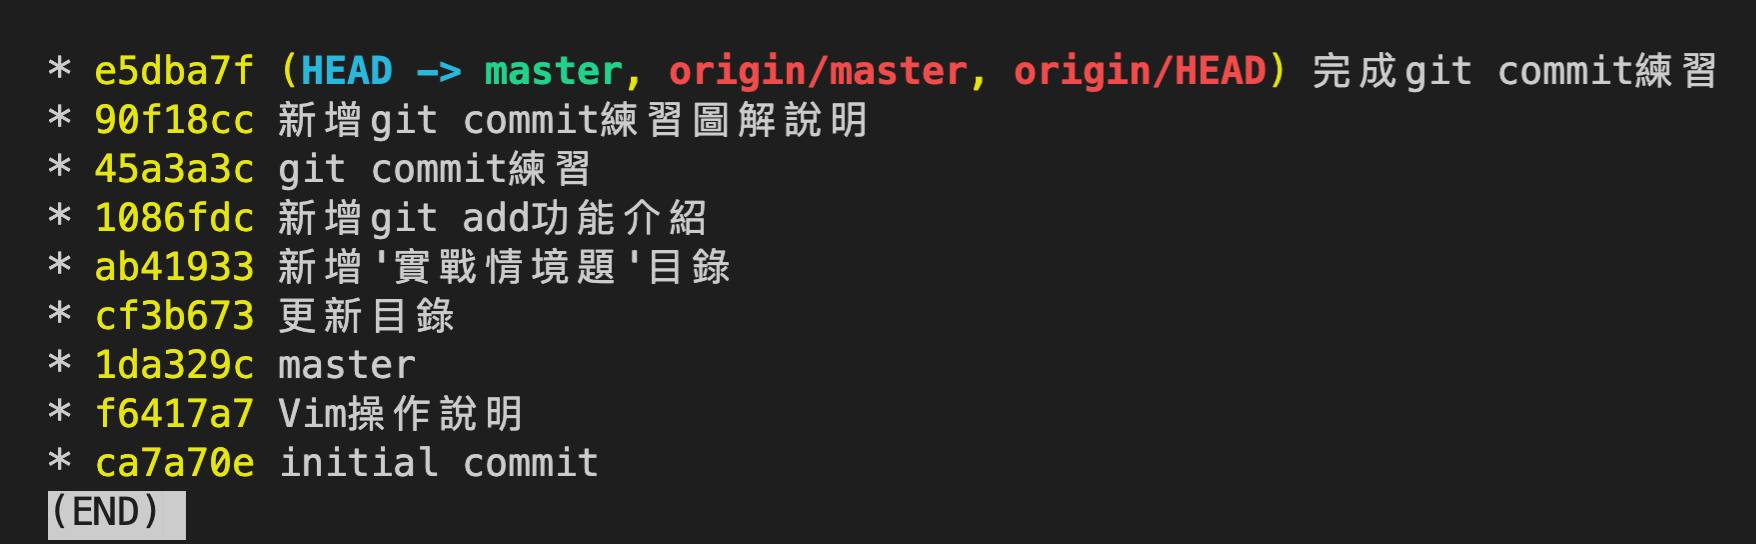 * e5dba7f (HEAD -> master, origin/master, origin/HEAD) 完成git commit練習
* 90f18cc 新增git commit練習圖解說明
* 45a3a3c git commit練習
* 1086fdc 新增git add功能介紹
* ab41933 新增'實戰情境題'目錄
* cf3b673 更新目錄
* 1da329c master
* f6417a7 Vim操作說明
* ca7a70e initial commit
(END)